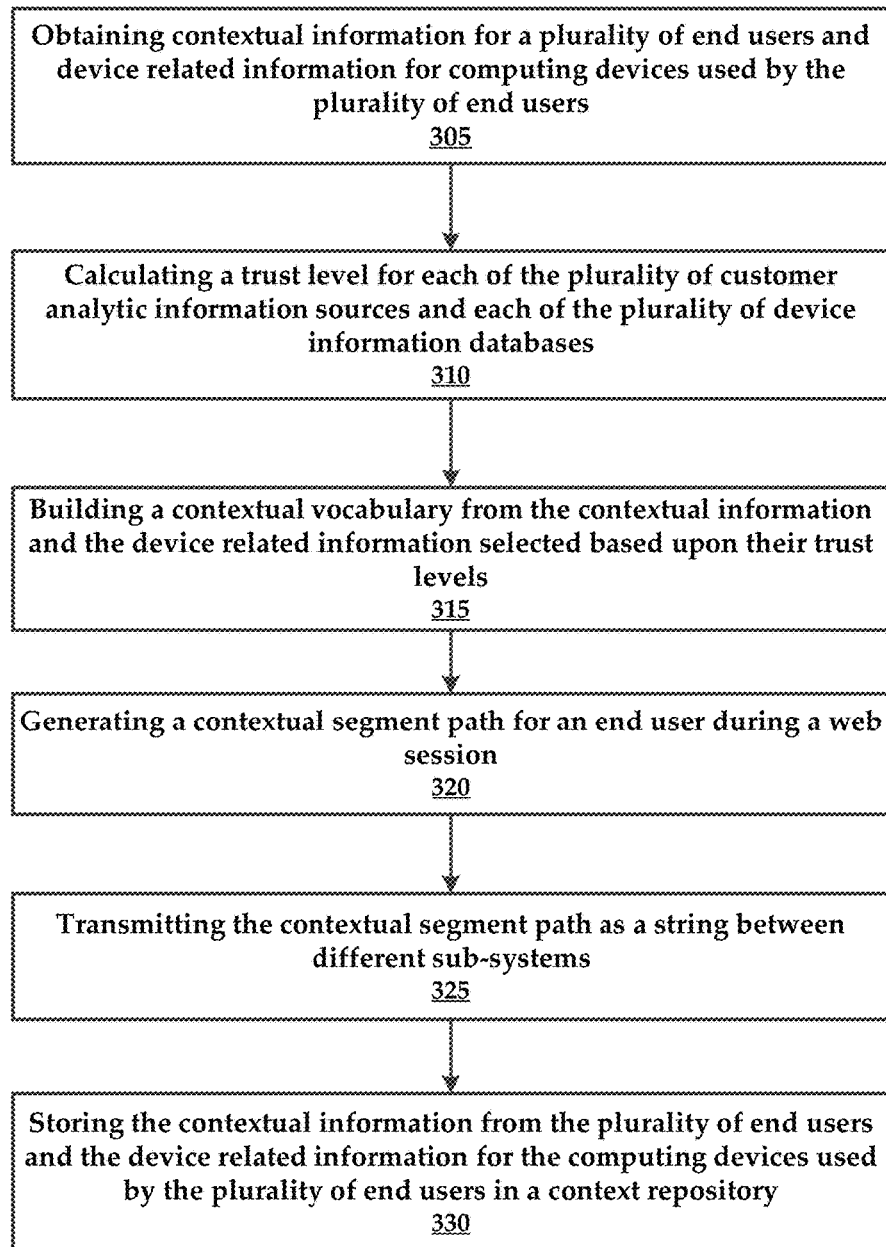 Obtaining contextual information for a plurality of end users and
device related information for computing devices used by the
plurality of end users
305
Calculating a trust level for each of the plurality of customer
analytic information sources and each of the plurality of device
information databases
310
Building a contextual vocabulary from the contextual information
and the device related information selected based upon their trust
levels
315
Generating a contextual segment path for an end user during a web
session
320
Transmitting the contextual segment path as a string between
different sub-systems
325
Storing the contextual information from the plurality of end users
and the device related information for the computing devices used
by the plurality of end users in a context repository
330